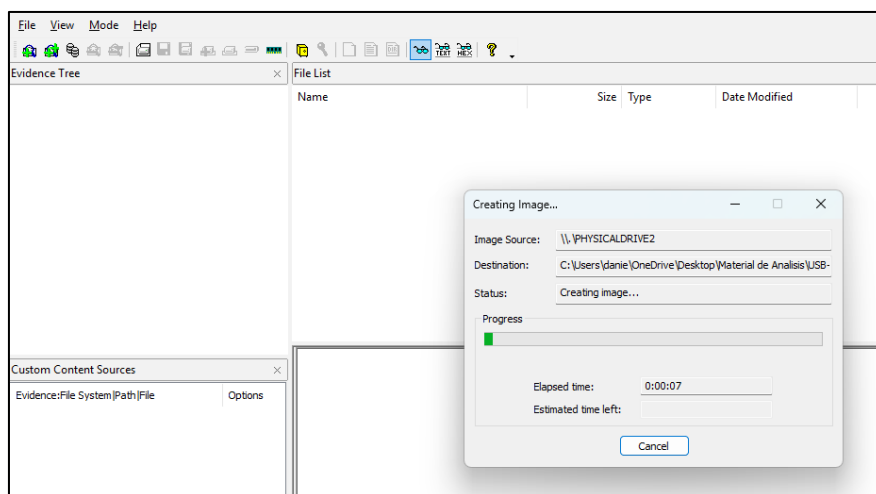 File View Mode Help
TEXT HEX
Evidence Tree
File List
Name Size Type Date Modified
Creating Image...
Image Source: \\.\PHYSICALDRIVE2
Destination: C:\Users\danie\OneDrive\Desktop\Material de Analisis\USB-
Status: Creating image...
Progress
Elapsed time: 0:00:07
Estimated time left:
Cancel
Custom Content Sources
Evidence:File System|Path|File Options